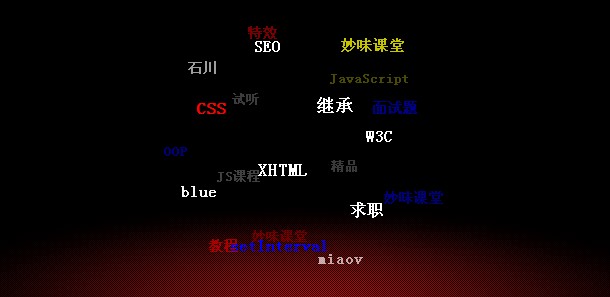 特效
SEO
妙味课堂
石川
JavaScript
试听
CSS
继承
面试题
W3C
OOP
精品
XHTML
JS课程
blue
妙味课堂
求职
妙味课堂
教程
setInterval
miaov